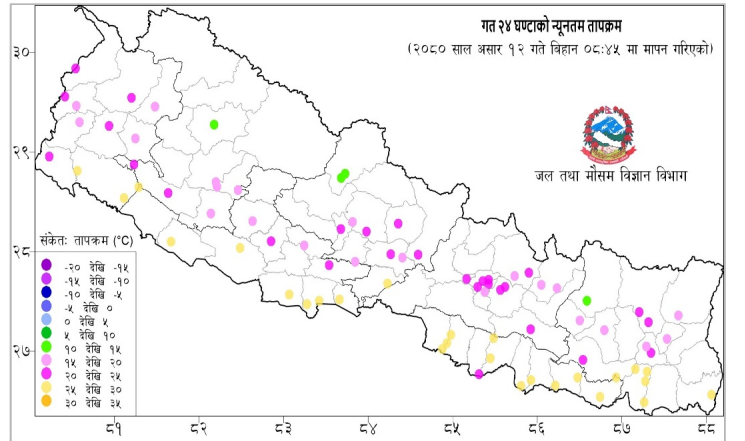 गत २४ घण्टाको न्यूनतम तापक्रम
(२०८० साल असार १२ गते बिहान ०८:४५ मा मापन गरिएको)
जल तथा मौसम विज्ञान विभाग
३०
२९
२८
२७
संकेतः तापक्रम (°C)
-२० देखि -१५
-१५ देखि -१०
-१० देखि -५
-५ देखि ०
० देखि ५
५ देखि १०
१० देखि १५
१५ देखि २०
२० देखि २५
२५ देखि ३०
३० देखि ३५
८१ ८२ ८३ ८४ ८५ ८६ ८७ ८८